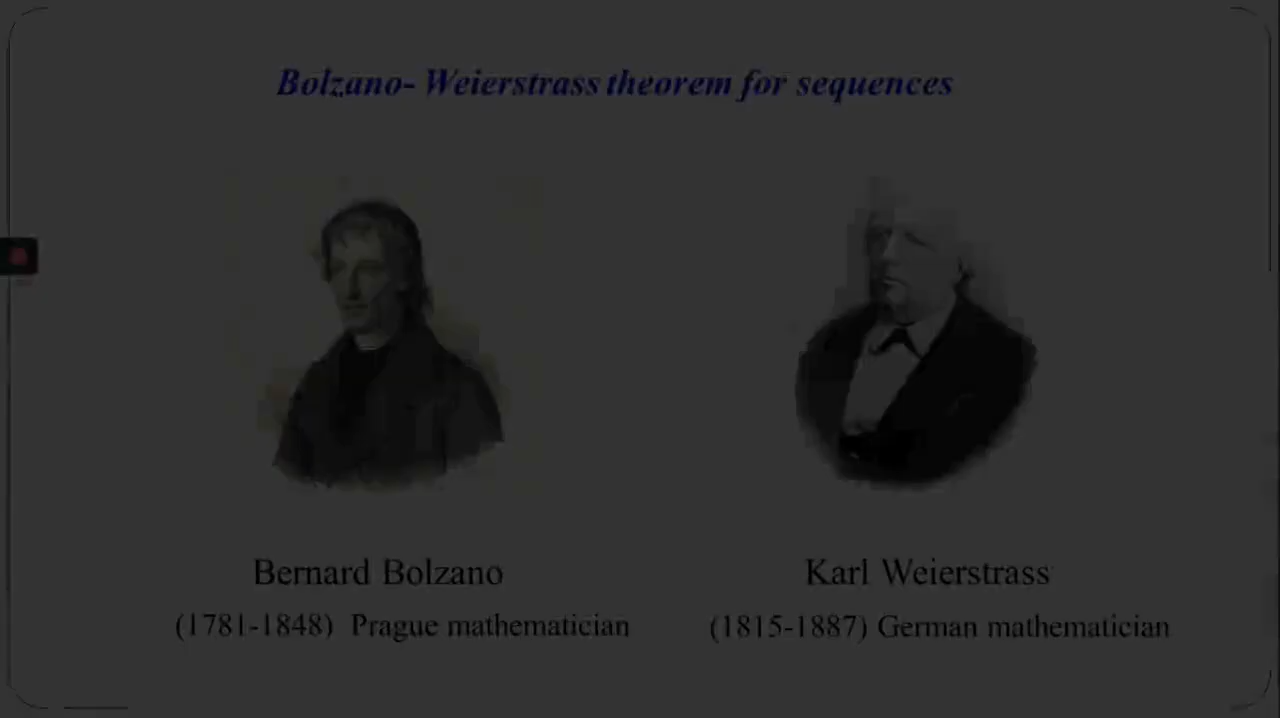 Bolzano- Weierstrass theorem for sequences
Bernard Bolzano
Karl Weierstrass
(1781-1848) Prague mathematician
(1815-1887) German mathematician